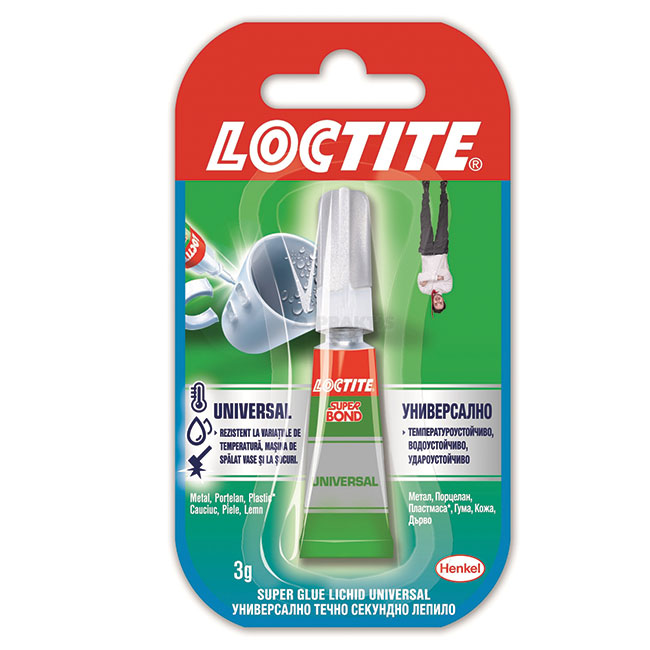 LOCTITE®
LOCTITE
PRAKTIS
LOCTITE
SUPER
BOND
UNIVERSAL
UNIVERSAL
REZISTENT LA VARIAȚIILE DE
TEMPERATURĂ, MAȘINA DE
SPĂLAT VASE ȘI LA ȘOCURI.
Metal, Porțelan, Plastic*
Cauciuc, Piele, Lemn
УНИВЕРСАЛНО
ТЕМПЕРАТУРОУСТОЙЧИВО,
ВОДОУСТОЙЧИВО,
УДАРОУСТОЙЧИВО
Метал, Порцелан,
Пластмаса*, Гума, Кожа,
Дърво
3g
Henkel
SUPER GLUE LICHID UNIVERSAL
УНИВЕРСАЛНО ТЕЧНО СЕКУНДНО ЛЕПИЛО